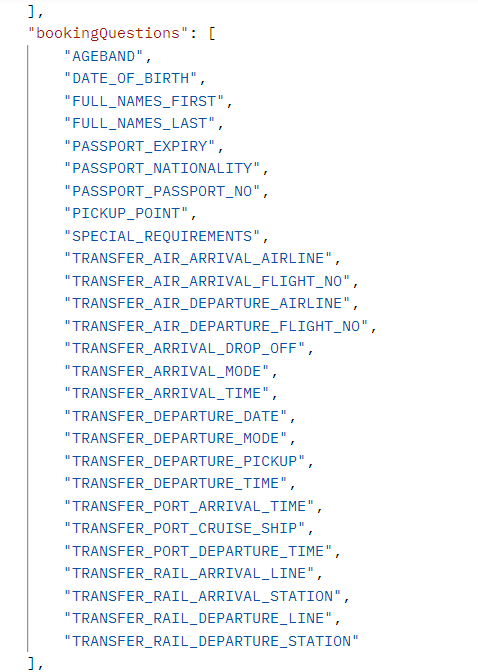 ],
"bookingQuestions": [
"AGEBAND",
"DATE_OF_BIRTH",
"FULL_NAMES_FIRST",
"FULL_NAMES_LAST",
"PASSPORT_EXPIRY",
"PASSPORT_NATIONALITY",
"PASSPORT_PASSPORT_NO",
"PICKUP_POINT",
"SPECIAL_REQUIREMENTS",
"TRANSFER_AIR_ARRIVAL_AIRLINE",
"TRANSFER_AIR_ARRIVAL_FLIGHT_NO",
"TRANSFER_AIR_DEPARTURE_AIRLINE",
"TRANSFER_AIR_DEPARTURE_FLIGHT_NO",
"TRANSFER_ARRIVAL_DROP_OFF",
"TRANSFER_ARRIVAL_MODE",
"TRANSFER_ARRIVAL_TIME",
"TRANSFER_DEPARTURE_DATE",
"TRANSFER_DEPARTURE_MODE",
"TRANSFER_DEPARTURE_PICKUP",
"TRANSFER_DEPARTURE_TIME",
"TRANSFER_PORT_ARRIVAL_TIME",
"TRANSFER_PORT_CRUISE_SHIP",
"TRANSFER_PORT_DEPARTURE_TIME",
"TRANSFER_RAIL_ARRIVAL_LINE",
"TRANSFER_RAIL_ARRIVAL_STATION",
"TRANSFER_RAIL_DEPARTURE_LINE",
"TRANSFER_RAIL_DEPARTURE_STATION"
],